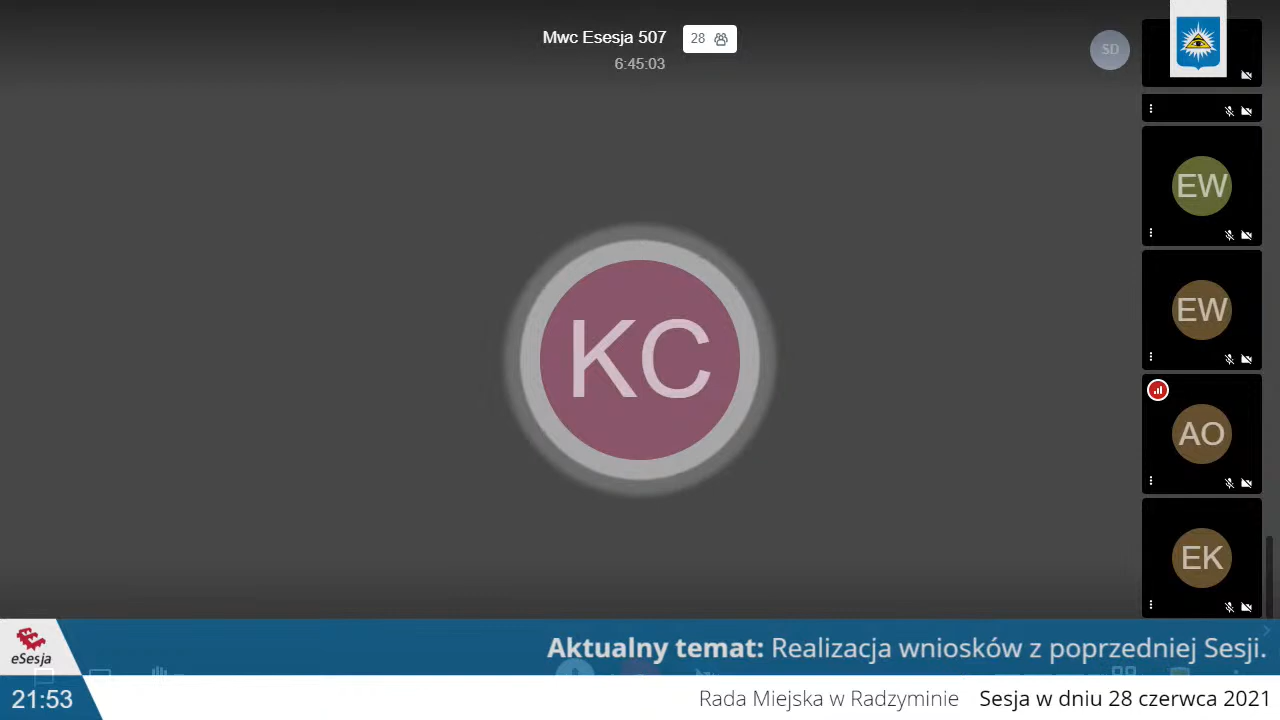 Mwc Esesja 507
28
6:45:03
SD
EW
EW
KC
AO
EK
Aktualny temat: Realizacja wniosków z poprzedniej Sesji.
eSesja
21:53
Rada Miejska w Radzyminie Sesja w dniu 28 czerwca 2021